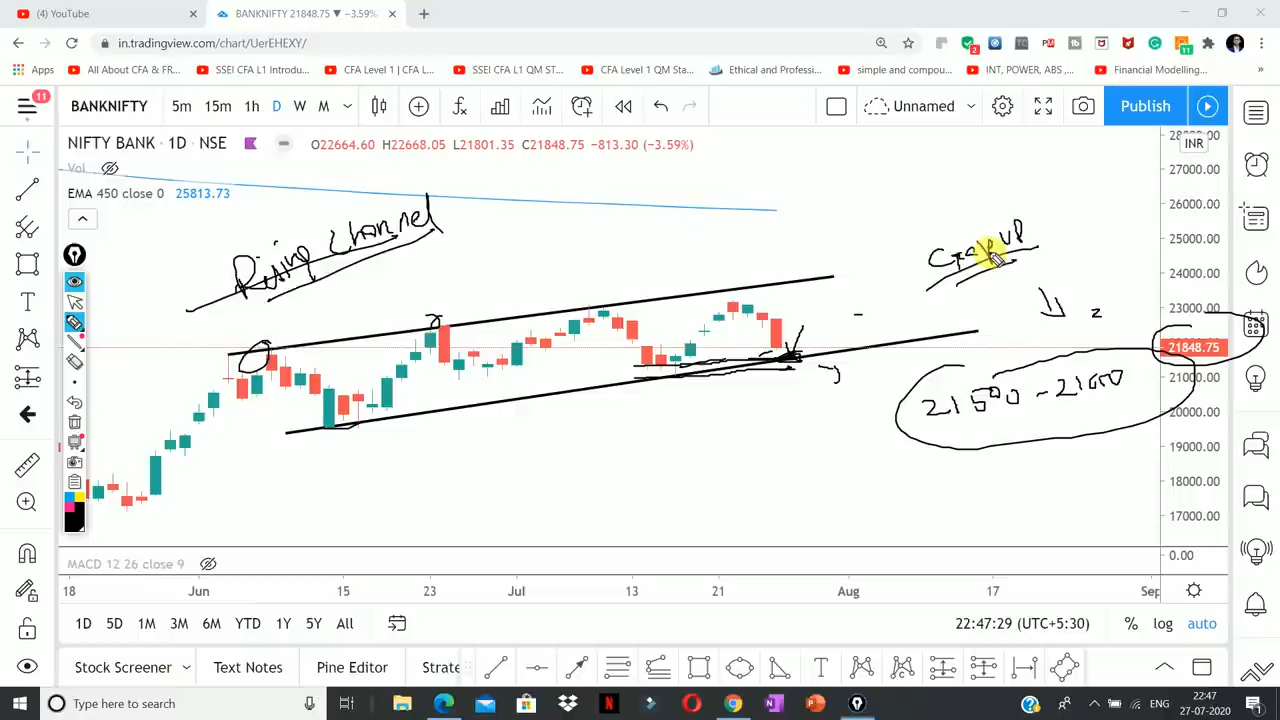 (4) YouTube
BANKNIFTY 21848.75 ▼ −3.59%
in.tradingview.com/chart/UerEHEXY/
Apps
All About CFA & FR...
SSEI CFA L1 Introdu...
CFA Level 1 | CFA L...
SSEI CFA L1 QM ST...
CFA Level 1 QM Sta...
Ethical and Professi...
simple and compou...
INT, POWER, ABS ,...
Financial Modelling...
11
BANKNIFTY 5m 15m 1h D W M
Unnamed
Publish
NIFTY BANK · 1D · NSE
O22664.60 H22668.05 L21801.35 C21848.75 −813.30 (−3.59%)
INR
Vol
EMA 450 close 0 25813.73
28000.00
27000.00
26000.00
25000.00
24000.00
23000.00
21848.75
21000.00
20000.00
19000.00
18000.00
17000.00
0.00
Rising channel
Gap up
21500 - 21600
MACD 12 26 close 9
18 Jun 15 23 Jul 13 21 Aug 17 Sep
1D 5D 1M 3M 6M YTD 1Y 5Y All
22:47:29 (UTC+5:30) % log auto
Stock Screener
Text Notes
Pine Editor
Strate
Type here to search
ENG
22:47
27-07-2020